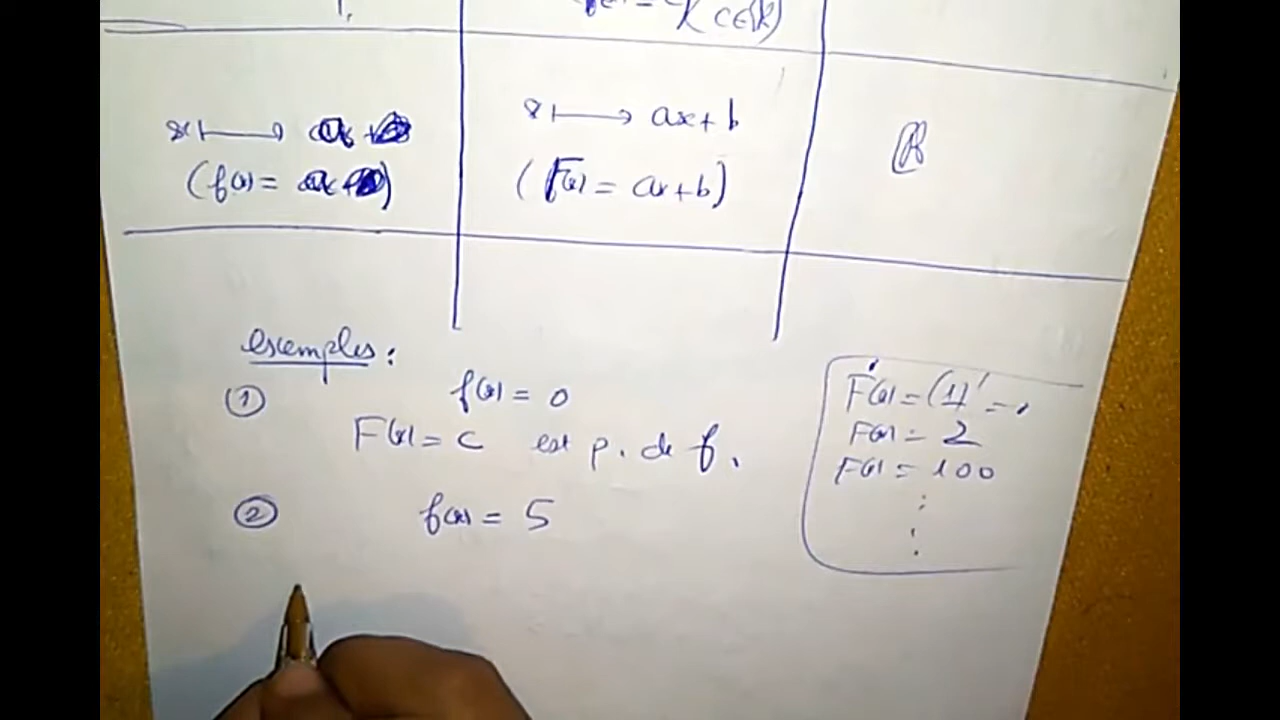 x ⟼ a
(f(x) = a)
x ⟼ ax + b
(F(x) = ax + b)
ℝ
exemples :
① f(x) = 0
F(x) = c est p. de f.
② f(x) = 5
F'(x) = (1)' = 0
F(x) = 2
F(x) = 100